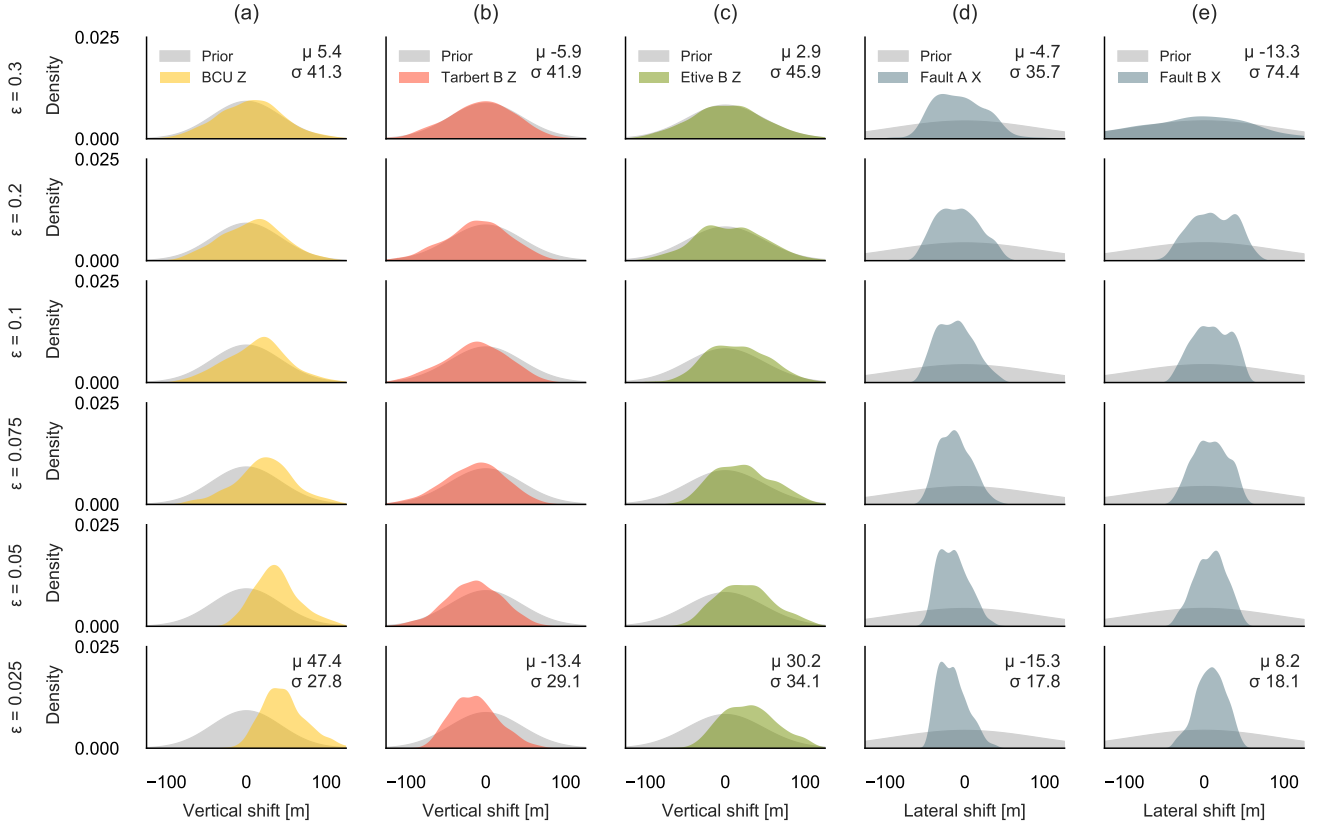 (a) (b) (c) (d) (e)
ε = 0.3
Density
0.025
0.000
Prior
BCU Z
μ 5.4
σ 41.3
Prior
Tarbert B Z
μ -5.9
σ 41.9
Prior
Etive B Z
μ 2.9
σ 45.9
Prior
Fault A X
μ -4.7
σ 35.7
Prior
Fault B X
μ -13.3
σ 74.4
ε = 0.2
Density
0.025
0.000
ε = 0.1
Density
0.025
0.000
ε = 0.075
Density
0.025
0.000
ε = 0.05
Density
0.025
0.000
ε = 0.025
Density
0.025
0.000
μ 47.4
σ 27.8
μ -13.4
σ 29.1
μ 30.2
σ 34.1
μ -15.3
σ 17.8
μ 8.2
σ 18.1
−100 0 100
Vertical shift [m]
−100 0 100
Vertical shift [m]
−100 0 100
Vertical shift [m]
−100 0 100
Lateral shift [m]
−100 0 100
Lateral shift [m]